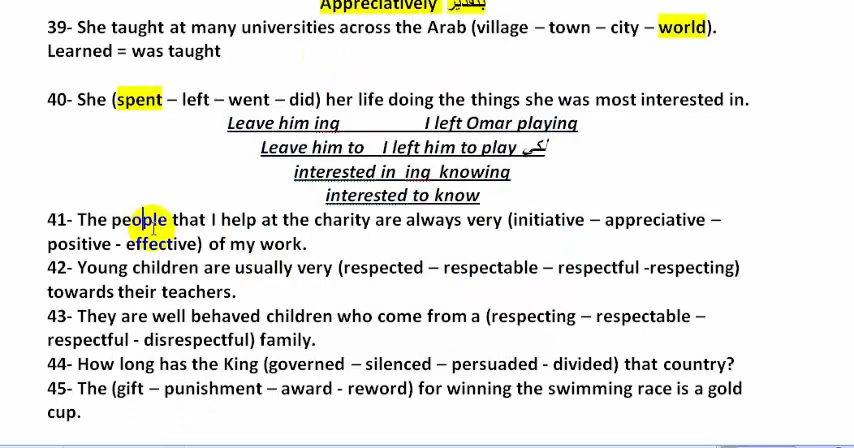 Appreciatively بتقدير
39- She taught at many universities across the Arab (village – town – city – world).
Learned = was taught
40- She (spent – left – went – did) her life doing the things she was most interested in.
Leave him ing I left Omar playing
Leave him to I left him to play لكي
interested in ing knowing
interested to know
41- The people that I help at the charity are always very (initiative – appreciative –
positive - effective) of my work.
42- Young children are usually very (respected – respectable – respectful -respecting)
towards their teachers.
43- They are well behaved children who come from a (respecting – respectable –
respectful - disrespectful) family.
44- How long has the King (governed – silenced – persuaded - divided) that country?
45- The (gift – punishment – award - reword) for winning the swimming race is a gold
cup.